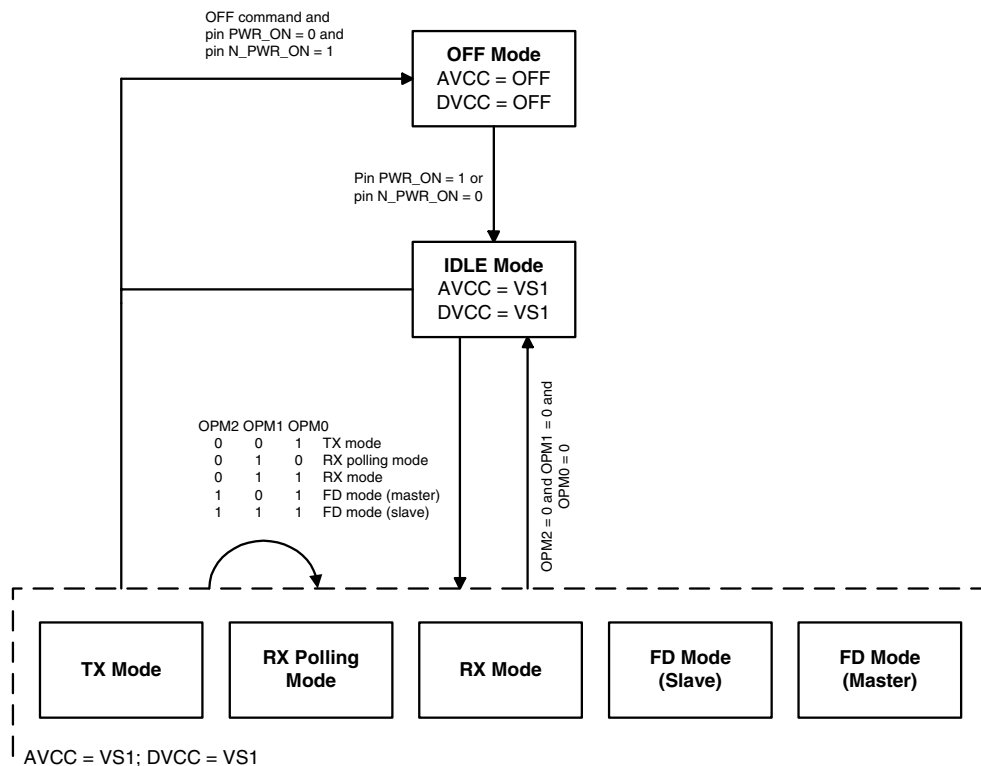 OFF command and
pin PWR_ON = 0 and
pin N_PWR_ON = 1
OFF Mode
AVCC = OFF
DVCC = OFF
Pin PWR_ON = 1 or
pin N_PWR_ON = 0
IDLE Mode
AVCC = VS1
DVCC = VS1
OPM2 OPM1 OPM0
0 0 1 TX mode
0 1 0 RX polling mode
0 1 1 RX mode
1 0 1 FD mode (master)
1 1 1 FD mode (slave)
OPM2 = 0 and OPM1 = 0 and
OPM0 = 0
TX Mode
RX Polling
Mode
RX Mode
FD Mode
(Slave)
FD Mode
(Master)
AVCC = VS1; DVCC = VS1